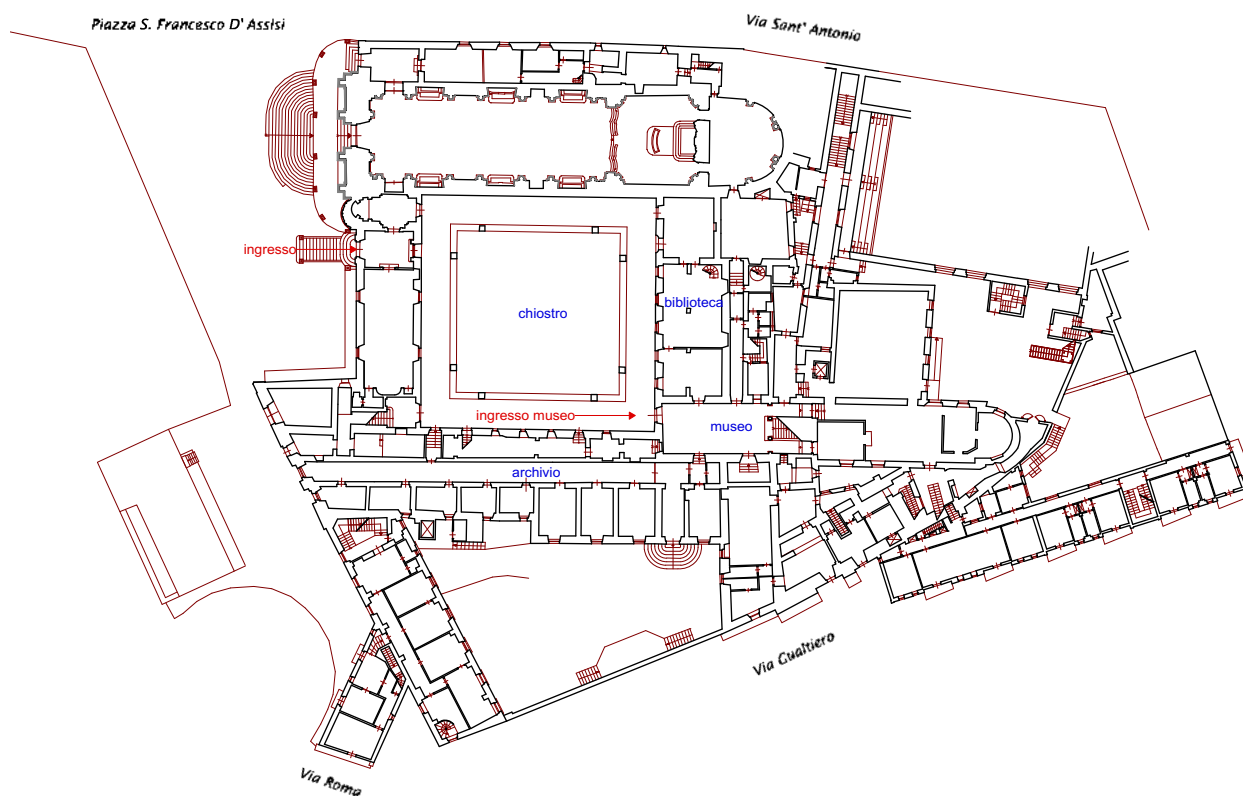 Piazza S. Francesco D' Assisi
Via Sant' Antonio
ingresso
biblioteca
chiostro
ingresso museo
museo
archivio
Via Gualtiero
Via Roma